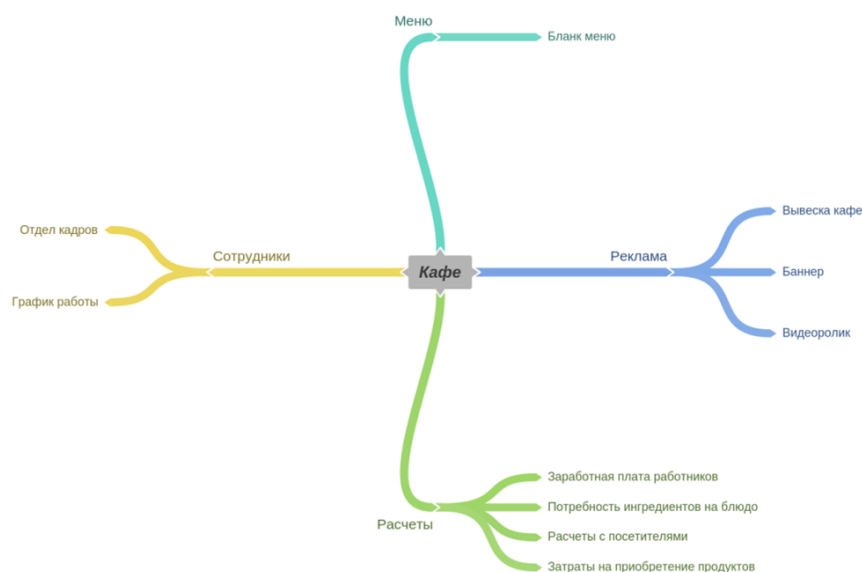 Меню
Бланк меню
Вывеска кафе
Отдел кадров
Сотрудники
Реклама
Кафе
Баннер
График работы
Видеоролик
Заработная плата работников
Потребность ингредиентов на блюдо
Расчеты
Расчеты с посетителями
Затраты на приобретение продуктов